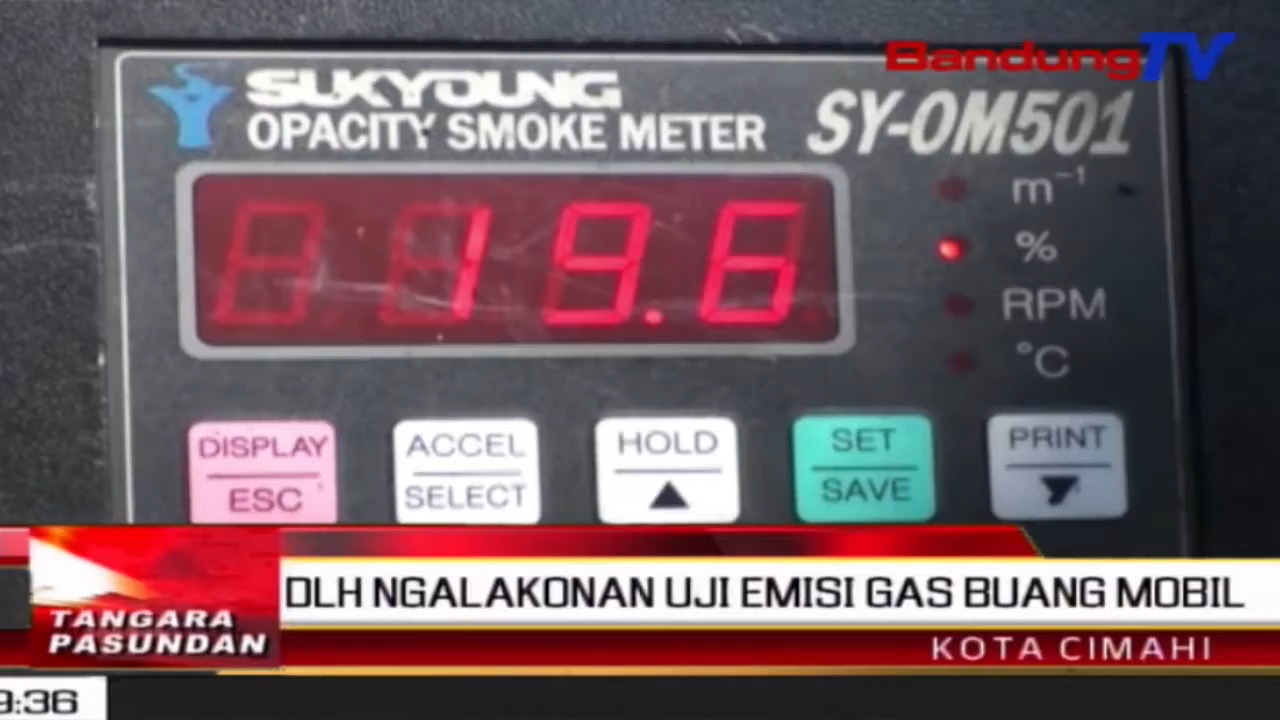 BandungTV
SUKYOUNG
OPACITY SMOKE METER
SY-OM501
19.6
m⁻¹
%
RPM
°C
DISPLAY
ESC
ACCEL
SELECT
HOLD
SET
SAVE
PRINT
DLH NGALAKONAN UJI EMISI GAS BUANG MOBIL
TANGARA
PASUNDAN
KOTA CIMAHI
9:36